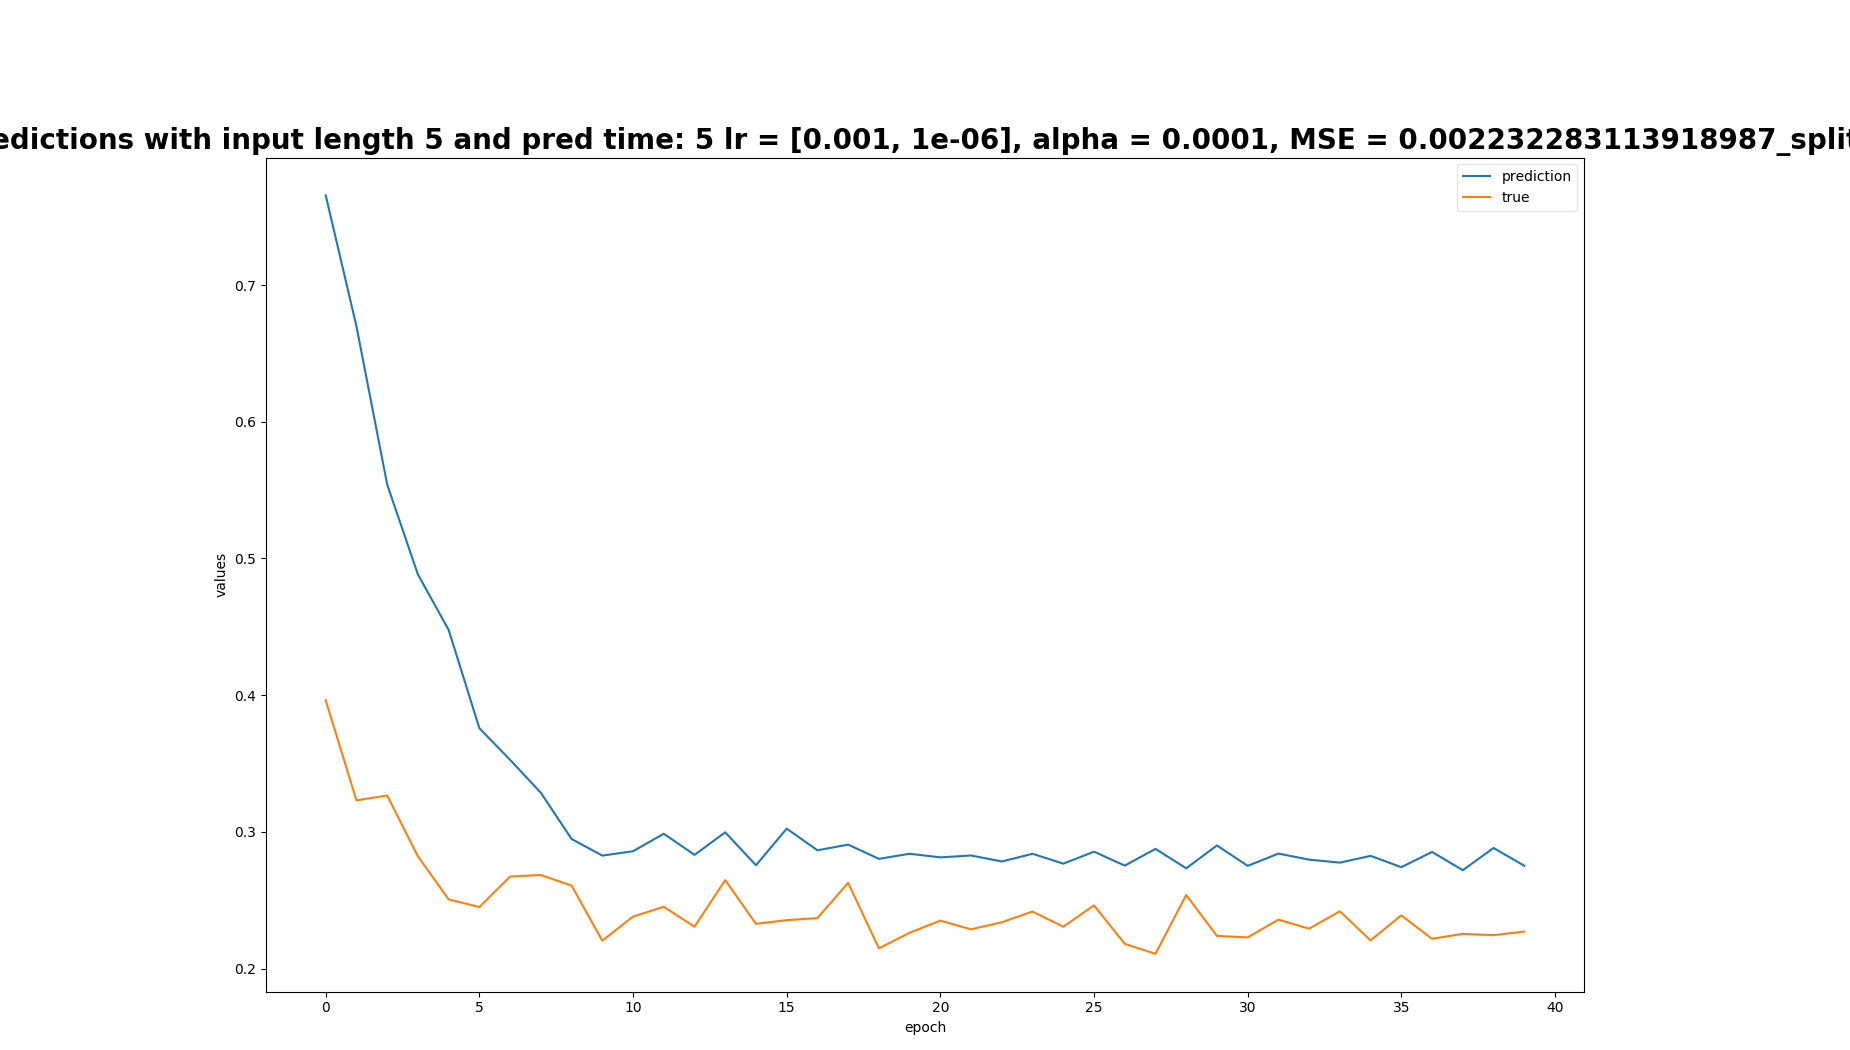 edictions with input length 5 and pred time: 5 lr = [0.001, 1e-06], alpha = 0.0001, MSE = 0.002232283113918987_split
prediction
true
0.7
0.6
0.5
0.4
0.3
0.2
values
0 5 10 15 20 25 30 35 40
epoch